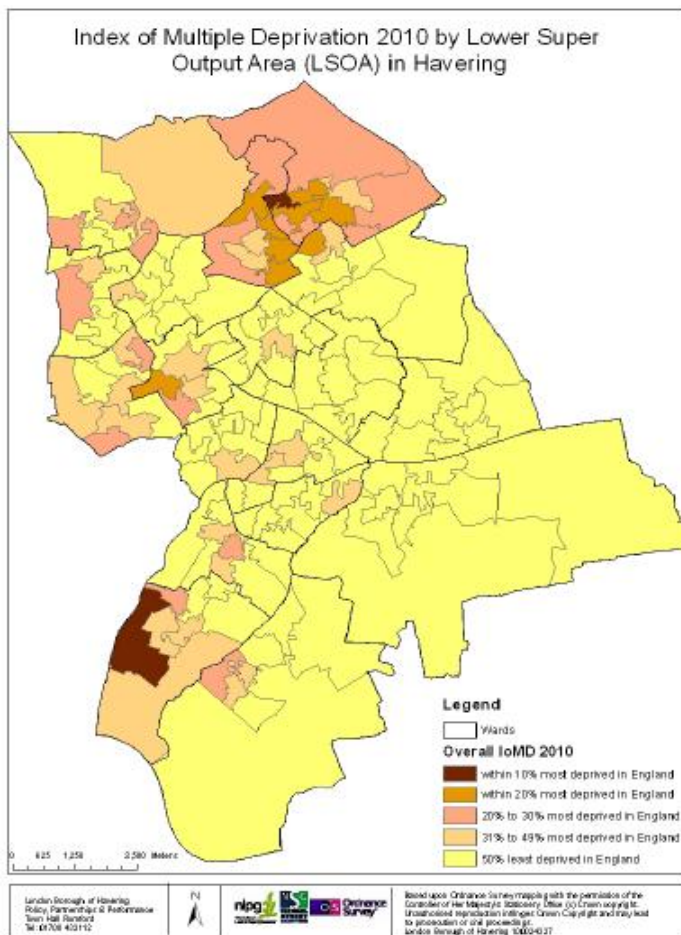 Index of Multiple Deprivation 2010 by Lower Super
Output Area (LSOA) in Havering
Legend
Wards
Overall IoMD 2010
within 10% most deprived in England
within 20% most deprived in England
20% to 30% most deprived in England
31% to 49% most deprived in England
50% least deprived in England
0 625 1,250 2,500 Meters
London Borough of Havering
Policy, Partnerships & Performance
Town Hall Romford
Tel: 01708
N
nlpg
Ordnance
Survey
Based upon Ordnance Survey mapping with the permission of the
Controller of Her Majesty's Stationery Office (c) Crown copyright.
Unauthorised reproduction infringes Crown Copyright and may lead
to prosecution or civil proceedings.
London Borough of Havering